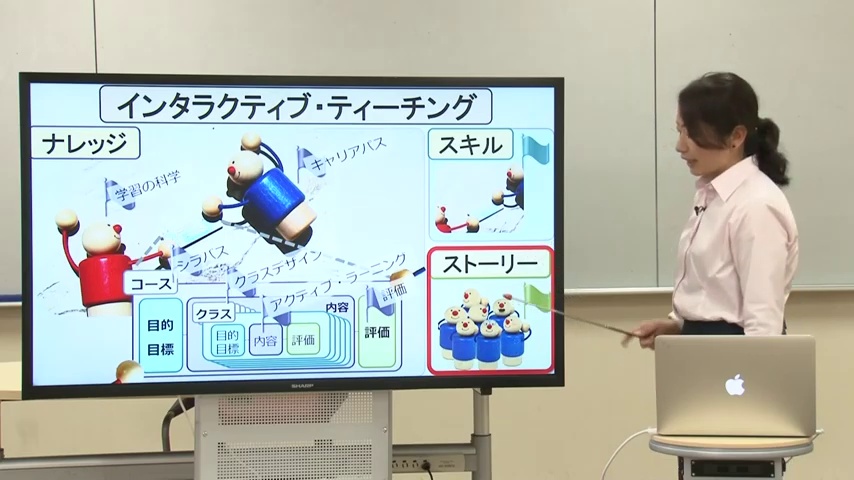 インタラクティブ・ティーチング
ナレッジ
学習の科学
キャリアパス
シラバス
クラスデザイン
アクティブ・ラーニング
評価
コース
目的
目標
クラス
内容
目的
目標
内容
評価
評価
スキル
ストーリー
SHARP